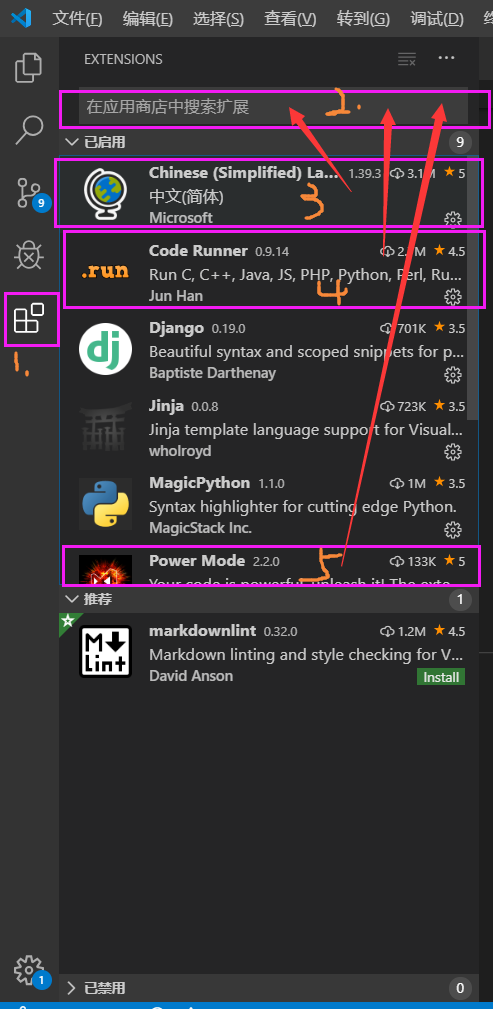 文件(F) 编辑(E) 选择(S) 查看(V) 转到(G) 调试(D)
EXTENSIONS
在应用商店中搜索扩展
2.
已启用 9
Chinese (Simplified) La... 1.39.3 3.1M 5
中文(简体)
3
Microsoft
9
Code Runner 0.9.14 4.5
Run C, C++, Java, JS, PHP, Python, Perl, Ru...
.run
4
Jun Han
1.
Django 0.19.0 701K 3.5
dj
Beautiful syntax and scoped snippets for p...
Baptiste Darthenay
Jinja 0.0.8 723K 3.5
Jinja template language support for Visual...
wholroyd
MagicPython 1.1.0 1M 3.5
Syntax highlighter for cutting edge Python.
MagicStack Inc.
Power Mode 2.2.0 133K 5
5
Your code is powerful, unleash it! The exte...
推荐 1
markdownlint 0.32.0 1.2M 4.5
M
Lint
Markdown linting and style checking for V...
David Anson Install
1
已禁用 0